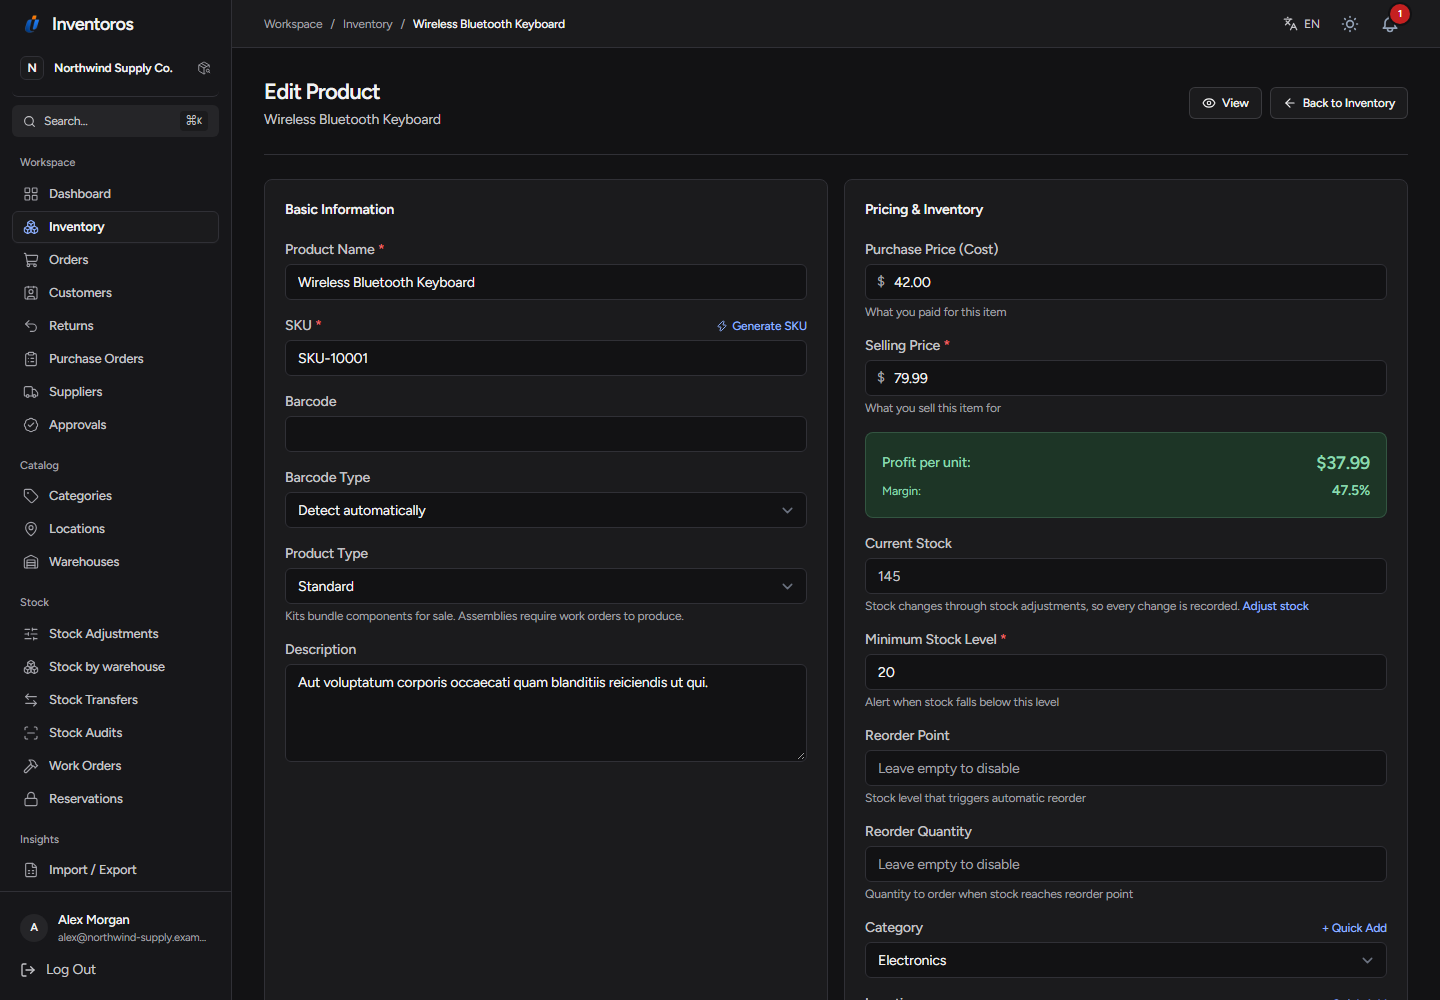 Inventoros
N Northwind Supply Co.
Search... ⌘K
Workspace
Dashboard
Inventory
Orders
Customers
Returns
Purchase Orders
Suppliers
Approvals
Catalog
Categories
Locations
Warehouses
Stock
Stock Adjustments
Stock by warehouse
Stock Transfers
Stock Audits
Work Orders
Reservations
Insights
Import / Export
A
Alex Morgan
alex@northwind-supply.exam...
Log Out
Workspace / Inventory / Wireless Bluetooth Keyboard
EN
1
Edit Product
Wireless Bluetooth Keyboard
View
Back to Inventory
Basic Information
Product Name *
Wireless Bluetooth Keyboard
SKU *
Generate SKU
SKU-10001
Barcode
Barcode Type
Detect automatically
Product Type
Standard
Kits bundle components for sale. Assemblies require work orders to produce.
Description
Aut voluptatum corporis occaecati quam blanditiis reiciendis ut qui.
Pricing & Inventory
Purchase Price (Cost)
$ 42.00
What you paid for this item
Selling Price *
$ 79.99
What you sell this item for
Profit per unit: $37.99
Margin: 47.5%
Current Stock
145
Stock changes through stock adjustments, so every change is recorded. Adjust stock
Minimum Stock Level *
20
Alert when stock falls below this level
Reorder Point
Leave empty to disable
Stock level that triggers automatic reorder
Reorder Quantity
Leave empty to disable
Quantity to order when stock reaches reorder point
Category
+ Quick Add
Electronics